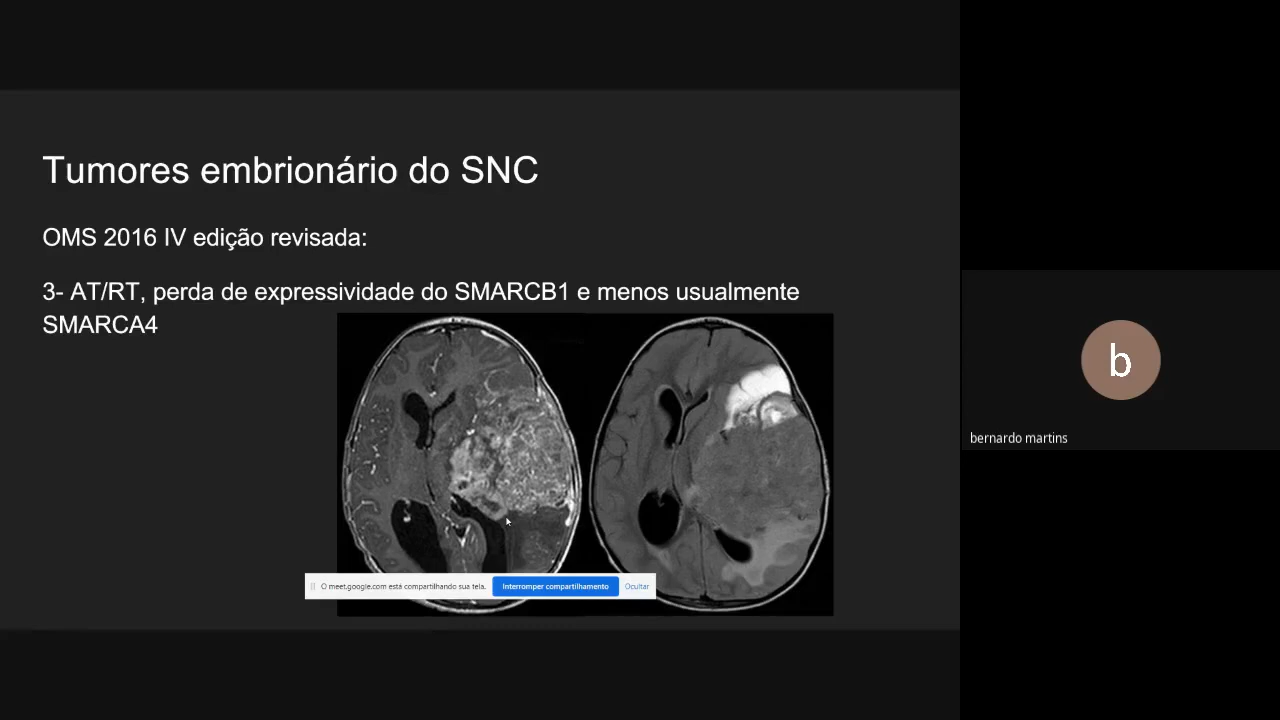 Tumores embrionário do SNC
OMS 2016 IV edição revisada:
3- AT/RT, perda de expressividade do SMARCB1 e menos usualmente
SMARCA4
O meet.google.com está compartilhando sua tela.
Interromper compartilhamento
Ocultar
b
bernardo martins